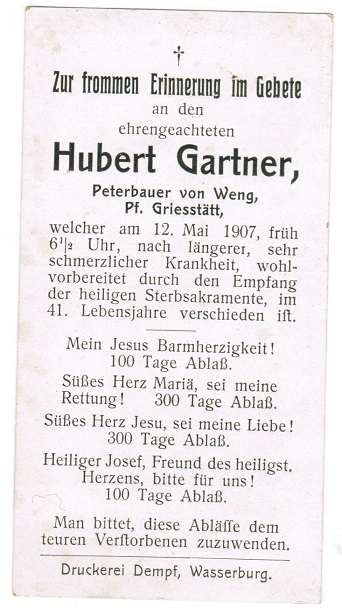 †
Zur frommen Erinnerung im Gebete
an den
ehrengeachteten
Hubert Gartner,
Peterbauer von Weng,
Pf. Griesstätt,
welcher am 12. Mai 1907, früh
6½ Uhr, nach längerer, sehr
schmerzlicher Krankheit, wohl-
vorbereitet durch den Empfang
der heiligen Sterbsakramente, im
41. Lebensjahre verschieden iſt.
Mein Jesus Barmherzigkeit!
100 Tage Ablaß.
Süßes Herz Mariä, sei meine
Rettung! 300 Tage Ablaß.
Süßes Herz Jesu, sei meine Liebe!
300 Tage Ablaß.
Heiliger Josef, Freund des heiligst.
Herzens, bitte für uns!
100 Tage Ablaß.
Man bittet, diese Abläſſe dem
teuren Verſtorbenen zuzuwenden.
Druckerei Dempf, Wasserburg.